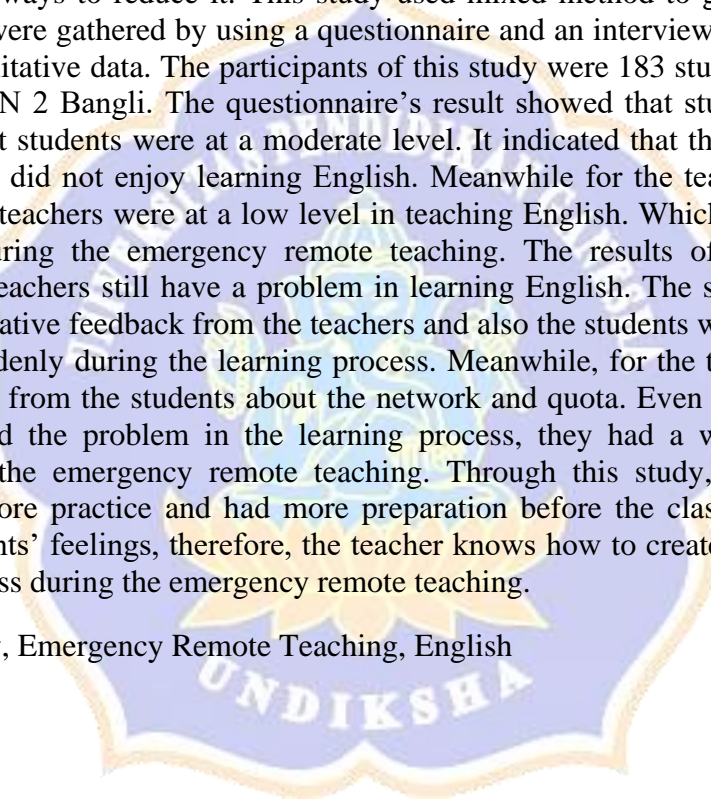 ways to reduce it. This study used mixed method to g
were gathered by using a questionnaire and an interview
litative data. The participants of this study were 183 stu
N 2 Bangli. The questionnaire’s result showed that stu
t students were at a moderate level. It indicated that th
did not enjoy learning English. Meanwhile for the tea
teachers were at a low level in teaching English. Which
uring the emergency remote teaching. The results of
eachers still have a problem in learning English. The s
ative feedback from the teachers and also the students w
denly during the learning process. Meanwhile, for the t
from the students about the network and quota. Even
d the problem in the learning process, they had a w
the emergency remote teaching. Through this study,
ore practice and had more preparation before the clas
nts’ feelings, therefore, the teacher knows how to create
ss during the emergency remote teaching.
, Emergency Remote Teaching, English
UNIVERSITAS PENDIDIKAN GANESHA
UNDIKSHA